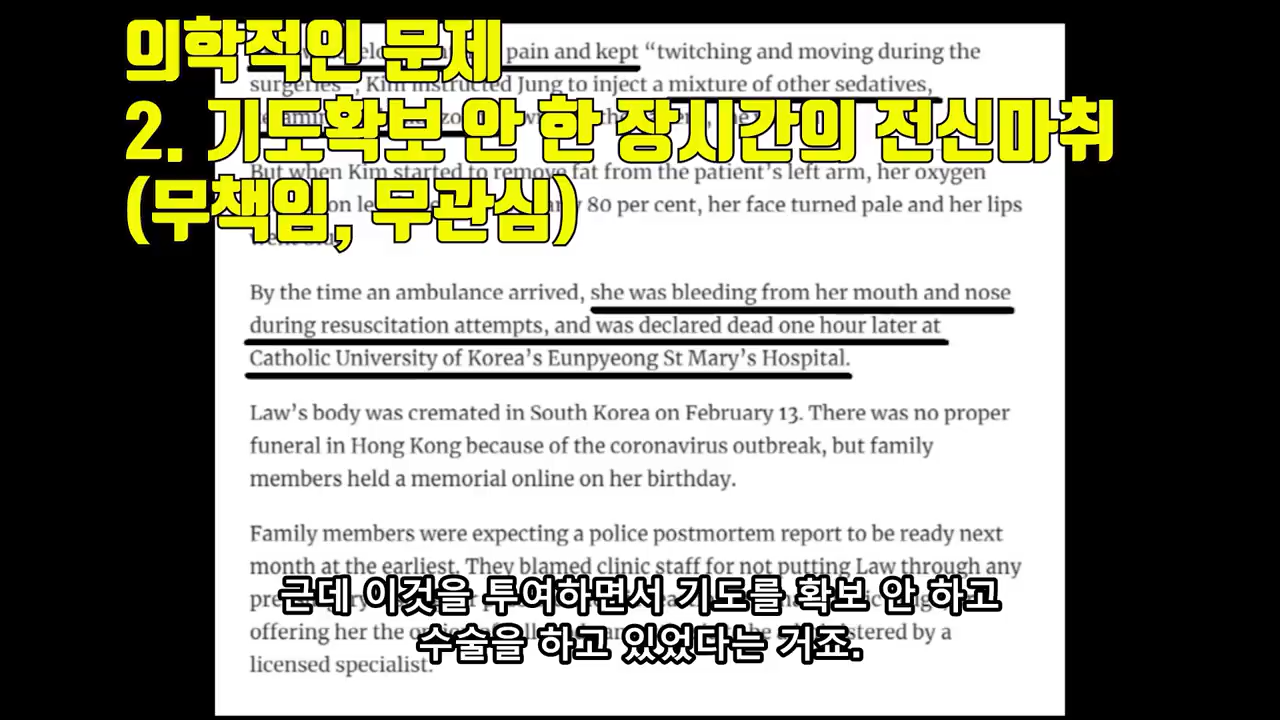 의학적인 문제
2. 기도확보 안 한 장시간의 전신마취
(무책임, 무관심)
pain and kept “twitching and moving during the
surgeries”, Kim instructed Jung to inject a mixture of other sedatives,
But when Kim started to remove fat from the patient’s left arm, her oxygen
80 per cent, her face turned pale and her lips
By the time an ambulance arrived, she was bleeding from her mouth and nose
during resuscitation attempts, and was declared dead one hour later at
Catholic University of Korea’s Eunpyeong St Mary’s Hospital.
Law’s body was cremated in South Korea on February 13. There was no proper
funeral in Hong Kong because of the coronavirus outbreak, but family
members held a memorial online on her birthday.
Family members were expecting a police postmortem report to be ready next
month at the earliest. They blamed clinic staff for not putting Law through any
offering her the
by a
licensed specialist.
근데 이것을 투여하면서 기도를 확보 안 하고
수술을 하고 있었다는 거죠.